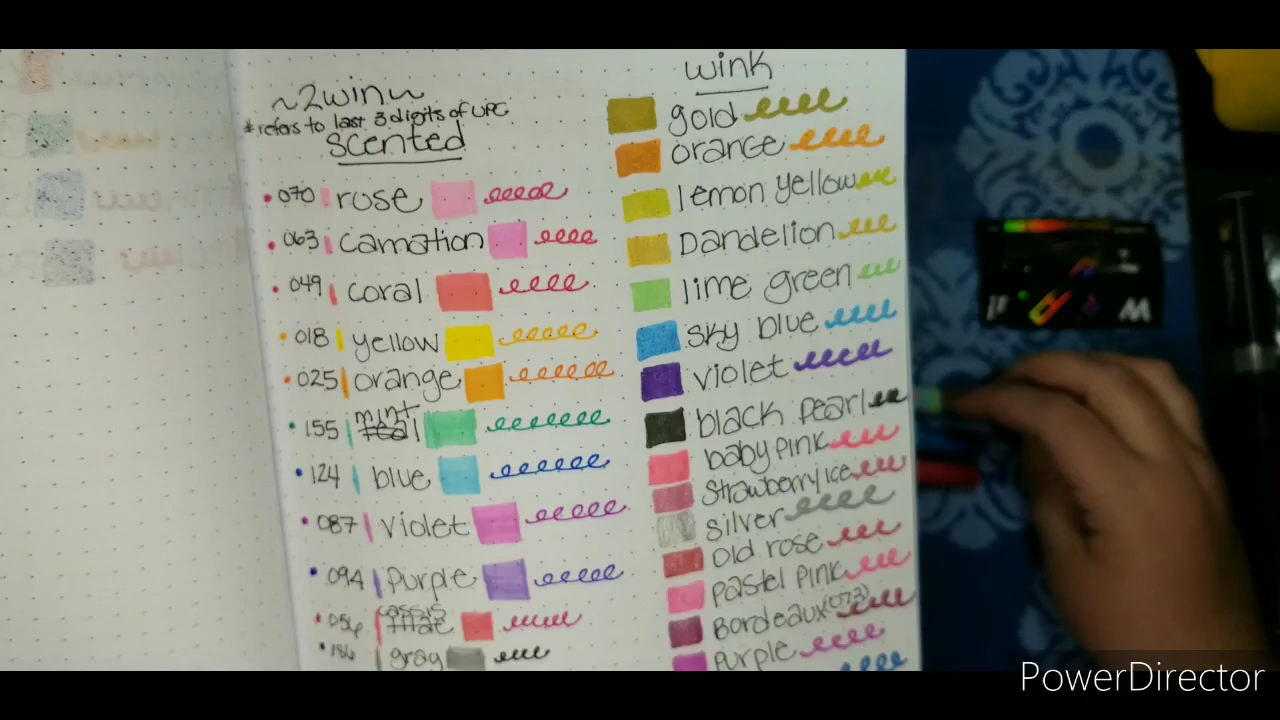 ~2win~
* refers to last 3 digits of UPC
scented
070 rose
063 carnation
049 coral
018 yellow
025 orange
155 mint teal
124 blue
087 violet
094 purple
056 cassis
gray
wink
gold
orange
lemon yellow
Dandelion
lime green
sky blue
violet
black pearl
baby pink
Strawberry ice
silver
Old rose
pastel pink
Bordeaux (073)
purple
PowerDirector